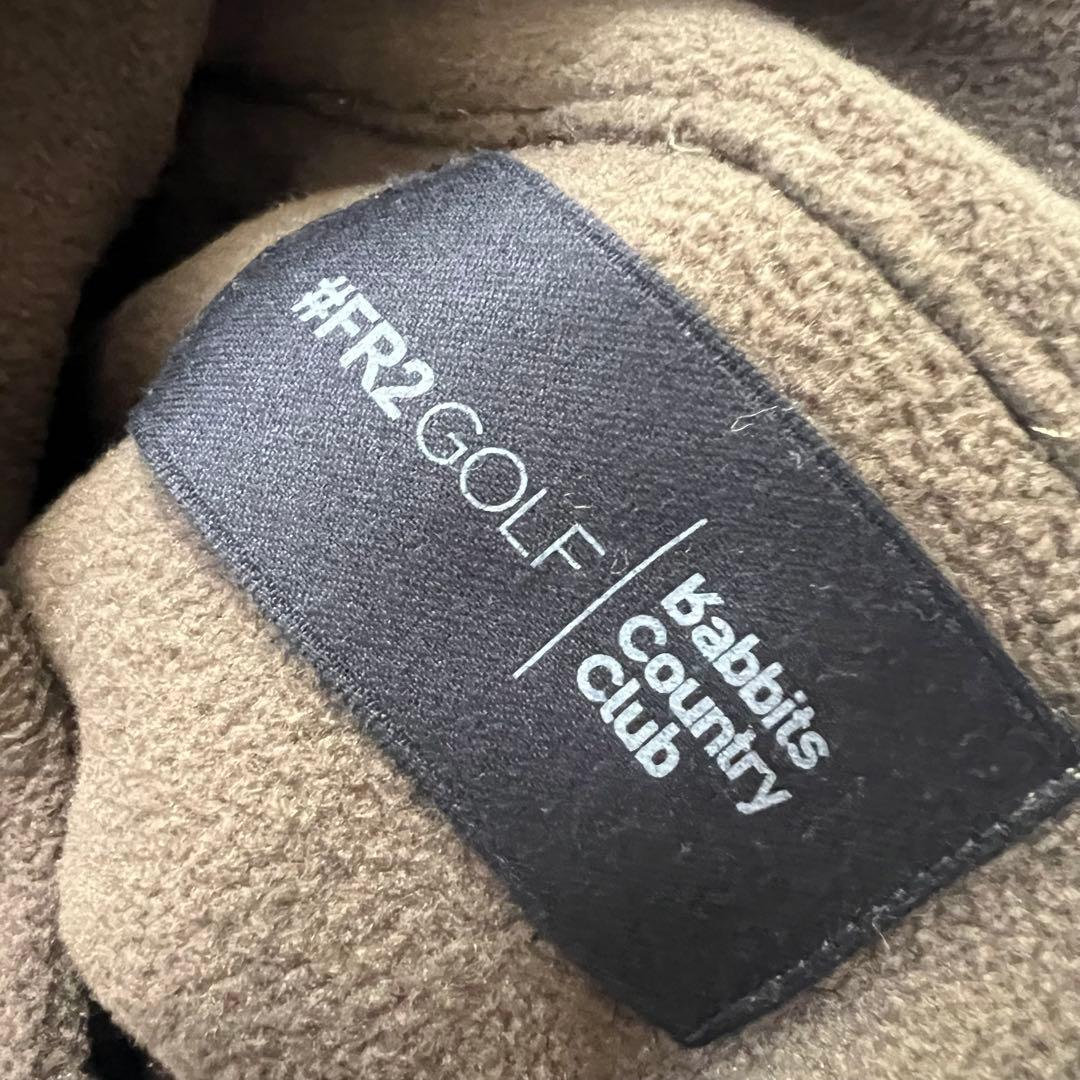 #FR2GOLF
Rabbits
Country
Club